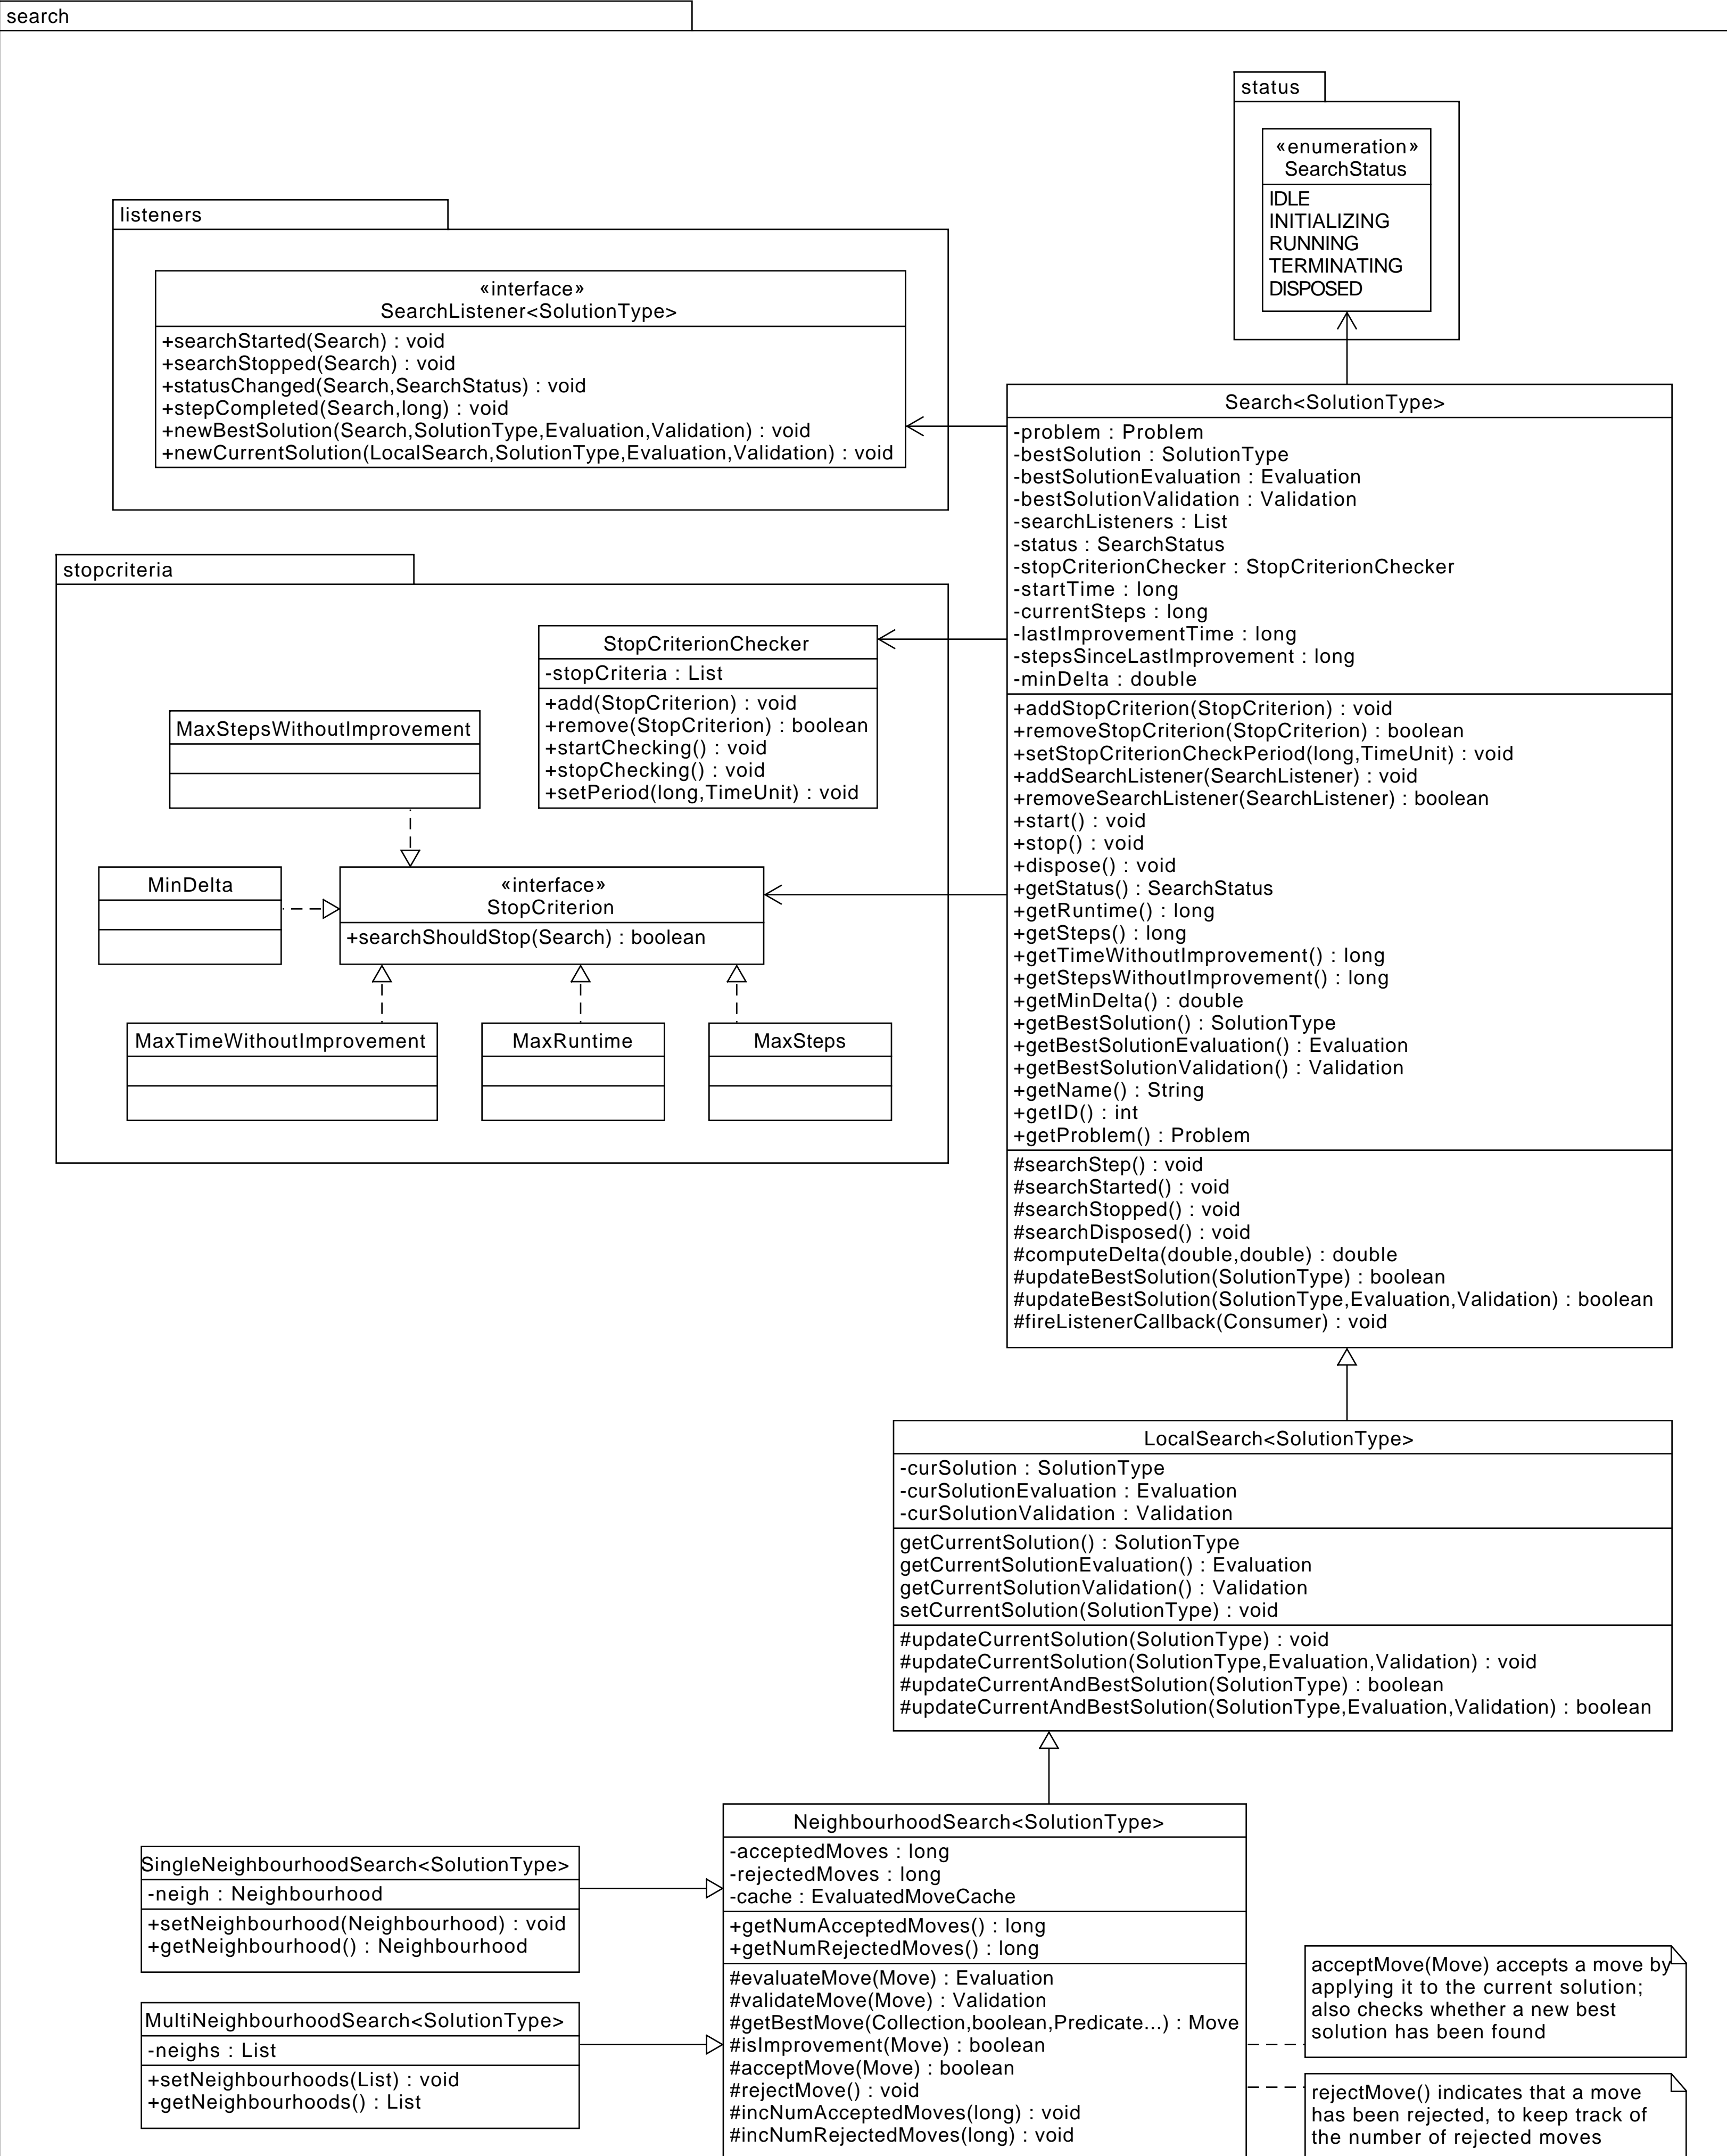 search
status
«enumeration»
SearchStatus
IDLE
INITIALIZING
RUNNING
TERMINATING
DISPOSED
listeners
«interface»
SearchListener<SolutionType>
+searchStarted(Search) : void
+searchStopped(Search) : void
+statusChanged(Search,SearchStatus) : void
+stepCompleted(Search,long) : void
+newBestSolution(Search,SolutionType,Evaluation,Validation) : void
+newCurrentSolution(LocalSearch,SolutionType,Evaluation,Validation) : void
Search<SolutionType>
-problem : Problem
-bestSolution : SolutionType
-bestSolutionEvaluation : Evaluation
-bestSolutionValidation : Validation
-searchListeners : List
-status : SearchStatus
-stopCriterionChecker : StopCriterionChecker
-startTime : long
-currentSteps : long
-lastImprovementTime : long
-stepsSinceLastImprovement : long
-minDelta : double
+addStopCriterion(StopCriterion) : void
+removeStopCriterion(StopCriterion) : boolean
+setStopCriterionCheckPeriod(long,TimeUnit) : void
+addSearchListener(SearchListener) : void
+removeSearchListener(SearchListener) : boolean
+start() : void
+stop() : void
+dispose() : void
+getStatus() : SearchStatus
+getRuntime() : long
+getSteps() : long
+getTimeWithoutImprovement() : long
+getStepsWithoutImprovement() : long
+getMinDelta() : double
+getBestSolution() : SolutionType
+getBestSolutionEvaluation() : Evaluation
+getBestSolutionValidation() : Validation
+getName() : String
+getID() : int
+getProblem() : Problem
#searchStep() : void
#searchStarted() : void
#searchStopped() : void
#searchDisposed() : void
#computeDelta(double,double) : double
#updateBestSolution(SolutionType) : boolean
#updateBestSolution(SolutionType,Evaluation,Validation) : boolean
#fireListenerCallback(Consumer) : void
stopcriteria
StopCriterionChecker
-stopCriteria : List
+add(StopCriterion) : void
+remove(StopCriterion) : boolean
+startChecking() : void
+stopChecking() : void
+setPeriod(long,TimeUnit) : void
MaxStepsWithoutImprovement
MinDelta
«interface»
StopCriterion
+searchShouldStop(Search) : boolean
MaxTimeWithoutImprovement
MaxRuntime
MaxSteps
LocalSearch<SolutionType>
-curSolution : SolutionType
-curSolutionEvaluation : Evaluation
-curSolutionValidation : Validation
getCurrentSolution() : SolutionType
getCurrentSolutionEvaluation() : Evaluation
getCurrentSolutionValidation() : Validation
setCurrentSolution(SolutionType) : void
#updateCurrentSolution(SolutionType) : void
#updateCurrentSolution(SolutionType,Evaluation,Validation) : void
#updateCurrentAndBestSolution(SolutionType) : boolean
#updateCurrentAndBestSolution(SolutionType,Evaluation,Validation) : boolean
NeighbourhoodSearch<SolutionType>
-acceptedMoves : long
-rejectedMoves : long
-cache : EvaluatedMoveCache
+getNumAcceptedMoves() : long
+getNumRejectedMoves() : long
#evaluateMove(Move) : Evaluation
#validateMove(Move) : Validation
#getBestMove(Collection,boolean,Predicate...) : Move
#isImprovement(Move) : boolean
#acceptMove(Move) : boolean
#rejectMove() : void
#incNumAcceptedMoves(long) : void
#incNumRejectedMoves(long) : void
SingleNeighbourhoodSearch<SolutionType>
-neigh : Neighbourhood
+setNeighbourhood(Neighbourhood) : void
+getNeighbourhood() : Neighbourhood
MultiNeighbourhoodSearch<SolutionType>
-neighs : List
+setNeighbourhoods(List) : void
+getNeighbourhoods() : List
acceptMove(Move) accepts a move by
applying it to the current solution;
also checks whether a new best
solution has been found
rejectMove() indicates that a move
has been rejected, to keep track of
the number of rejected moves